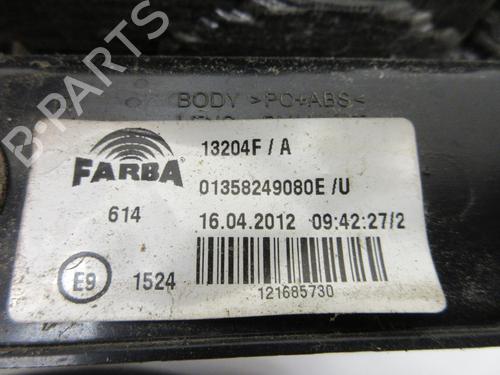 BODY >PC+ABS<
FARBA
13204F / A
01358249080E /U
614
16.04.2012 09:42:27/2
E9
1524
121685730
B-PARTS